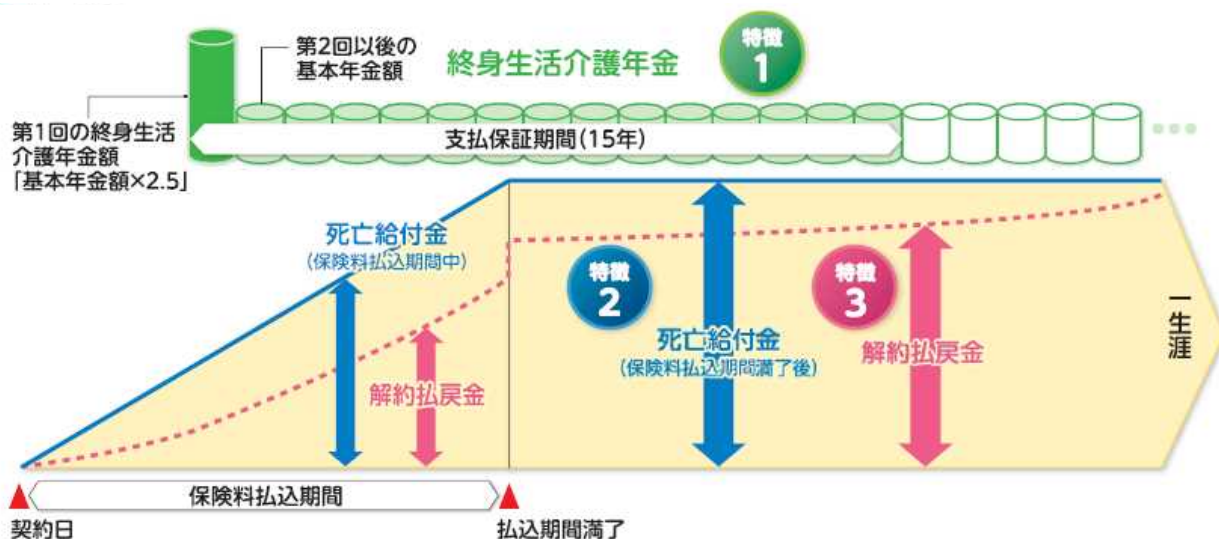 第2回以後の
基本年金額
終身生活介護年金
特徴
1
第1回の終身生活
介護年金額
「基本年金額×2.5」
支払保証期間(15年)
死亡給付金
(保険料払込期間中)
特徴
2
特徴
3
死亡給付金
(保険料払込期間満了後)
解約払戻金
解約払戻金
一生涯
保険料払込期間
契約日
払込期間満了